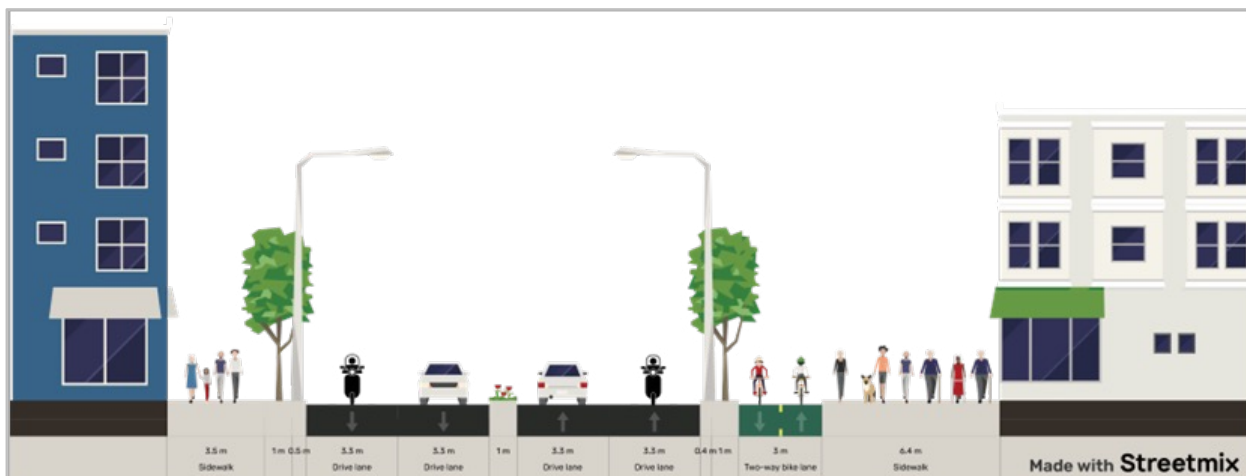 3.5 m
Sidewalk
1 m
0.5 m
3.3 m
Drive lane
3.3 m
Drive lane
1 m
3.3 m
Drive lane
3.3 m
Drive lane
0.4 m
1 m
3 m
Two-way bike lane
6.4 m
Sidewalk
Made with Streetmix